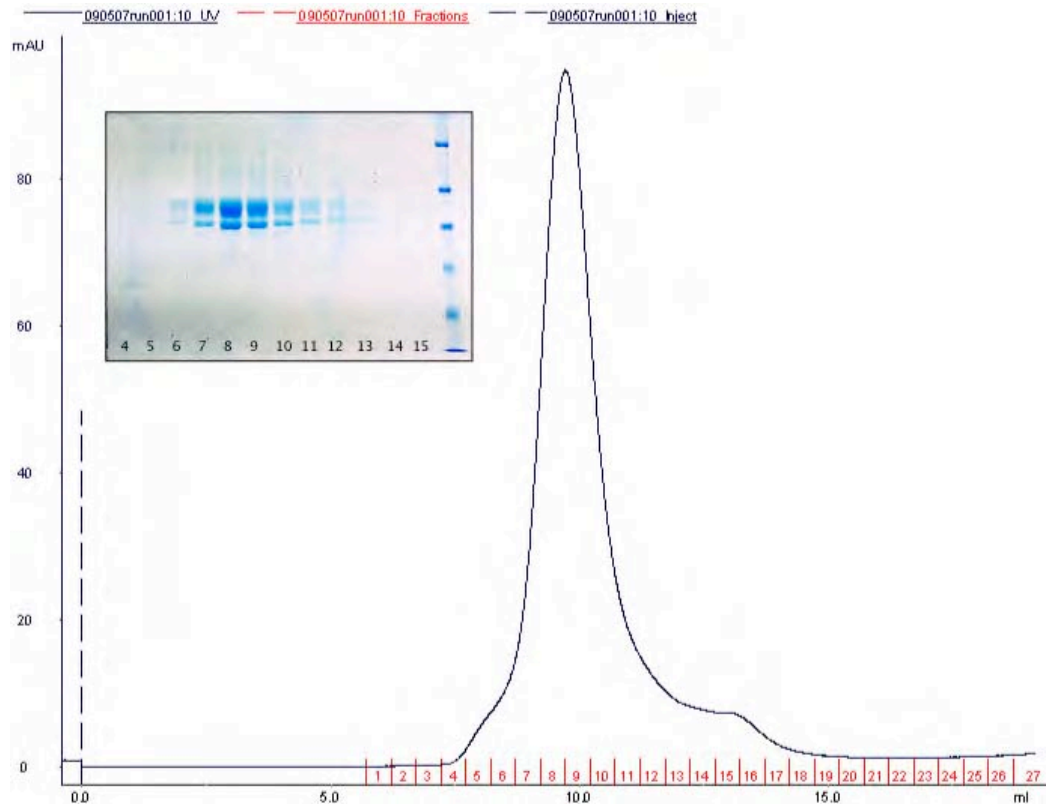 090507run001:10_UV 090507run001:10_Fractions 090507run001:10_Inject
mAU
80
60
40
20
0
4 5 6 7 8 9 10 11 12 13 14 15
1 2 3 4 5 6 7 8 9 10 11 12 13 14 15 16 17 18 19 20 21 22 23 24 25 26 27
0.0 5.0 10.0 15.0 ml